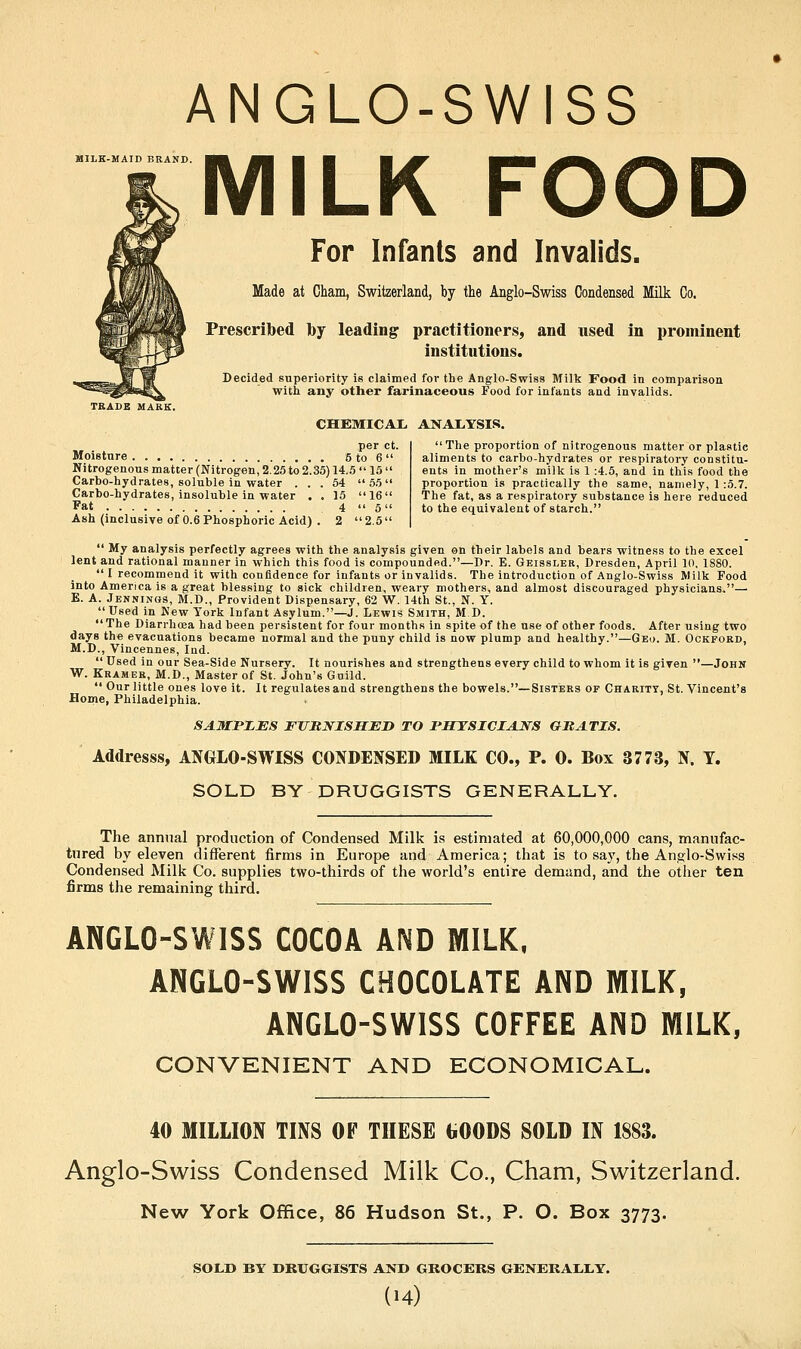 ANGLO-SWISS
MILK-MAID BRAND.
MILK FOOD
For Infants and Invalids.
Made at Cham, Switzerland, by the Anglo-Swiss Condensed Milk Co.
Prescribed by leading practitioners, and used in prominent
institutions.
Decided superiority is claimed for the Anglo-Swiss Milk Food in comparison
with any other farinaceous Food for infants and invalids.
TRADE MARK.
CHEMICAL ANALYSIS.
per ct.
Moisture . . . . . . . . . . . . . . . . 5 to 6 "
Nitrogenous matter (Nitrogen, 2.25 to 2.35) 14.5 " 15 "
Carbo-hydrates, soluble in water . . . 54 " 55 "
Carbo-hydrates, insoluble in water . . 15 " 16 "
Fat . . . . . . . . . . . . . . . 4 " 5 "
Ash (inclusive of 0.6 Phosphoric Acid) . 2 " 2.5 "
"The proportion of nitrogenous matter or plastic
aliments to carbo-hydrates or respiratory constitu-
ents in mother's milk is 1 :4.5, and in this food the
proportion is practically the same, namely, 1 :5.7.
The fat, as a respiratory substance is here reduced
to the equivalent of starch."
" My analysis perfectly agrees with the analysis given on their labels and bears witness to the excel
lent and rational manner in which this food is compounded."—Dr. E. GEISSLER, Dresden, April 10, 1880.
" I recommend it with confidence for infants or invalids. The introduction of Anglo-Swiss Milk Food
into America is a great blessing to sick children, weary mothers, and almost discouraged physicians."—
E. A. JENNINGS, M.D., Provident Dispensary, 62 W. 14th St., N. Y.
"Used in New York Infant Asylum."—J. LEWIS SMITH, M D.
"The Diarrhœa had been persistent for four months in spite of the use of other foods. After using two
days the evacuations became normal and the puny child is now plump and healthy."—GEO. M. OCKFORD,
M.D., Vincennes, Ind.
" Used in our Sea-Side Nursery. It nourishes and strengthens every child to whom it is given "—JOHN
W. KRAMER, M.D., Master of St. John's Guild.
" Our little ones love it. It regulates and strengthens the bowels."—SISTERS OF CHARITY, St. Vincent's
Home, Philadelphia.
SAMPLES FURNISHED TO PHYSICIANS GRATIS.
Addresss, ANGLO-SWISS CONDENSED MILK CO., P. O. Box 3773, N. Y.
SOLD BY DRUGGISTS GENERALLY.
The annual production of Condensed Milk is estimated at 60,000,000 cans, manufac-
tured by eleven different firms in Europe and America; that is to say, the Anglo-Swiss
Condensed Milk Co. supplies two-thirds of the world's entire demand, and the other ten
firms the remaining third.
ANGLO-SWISS COCOA AND MILK,
ANGLO-SWISS CHOCOLATE AND MILK,
ANGLO-SWISS COFFEE AND MILK,
CONVENIENT AND ECONOMICAL.
40 MILLION TINS OF THESE GOODS SOLD IN 1883.
Anglo-Swiss Condensed Milk Co., Cham, Switzerland.
New York Office, 86 Hudson St., P. O. Box 3773.
SOLD BY DRUGGISTS AND GROCERS GENERALLY.
(14)